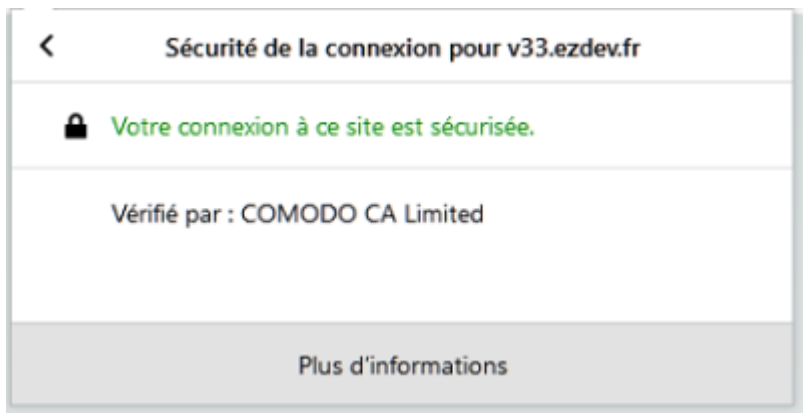 Sécurité de la connexion pour v33.ezdev.fr
Votre connexion à ce site est sécurisée.
Vérifié par : COMODO CA Limited
Plus d’informations